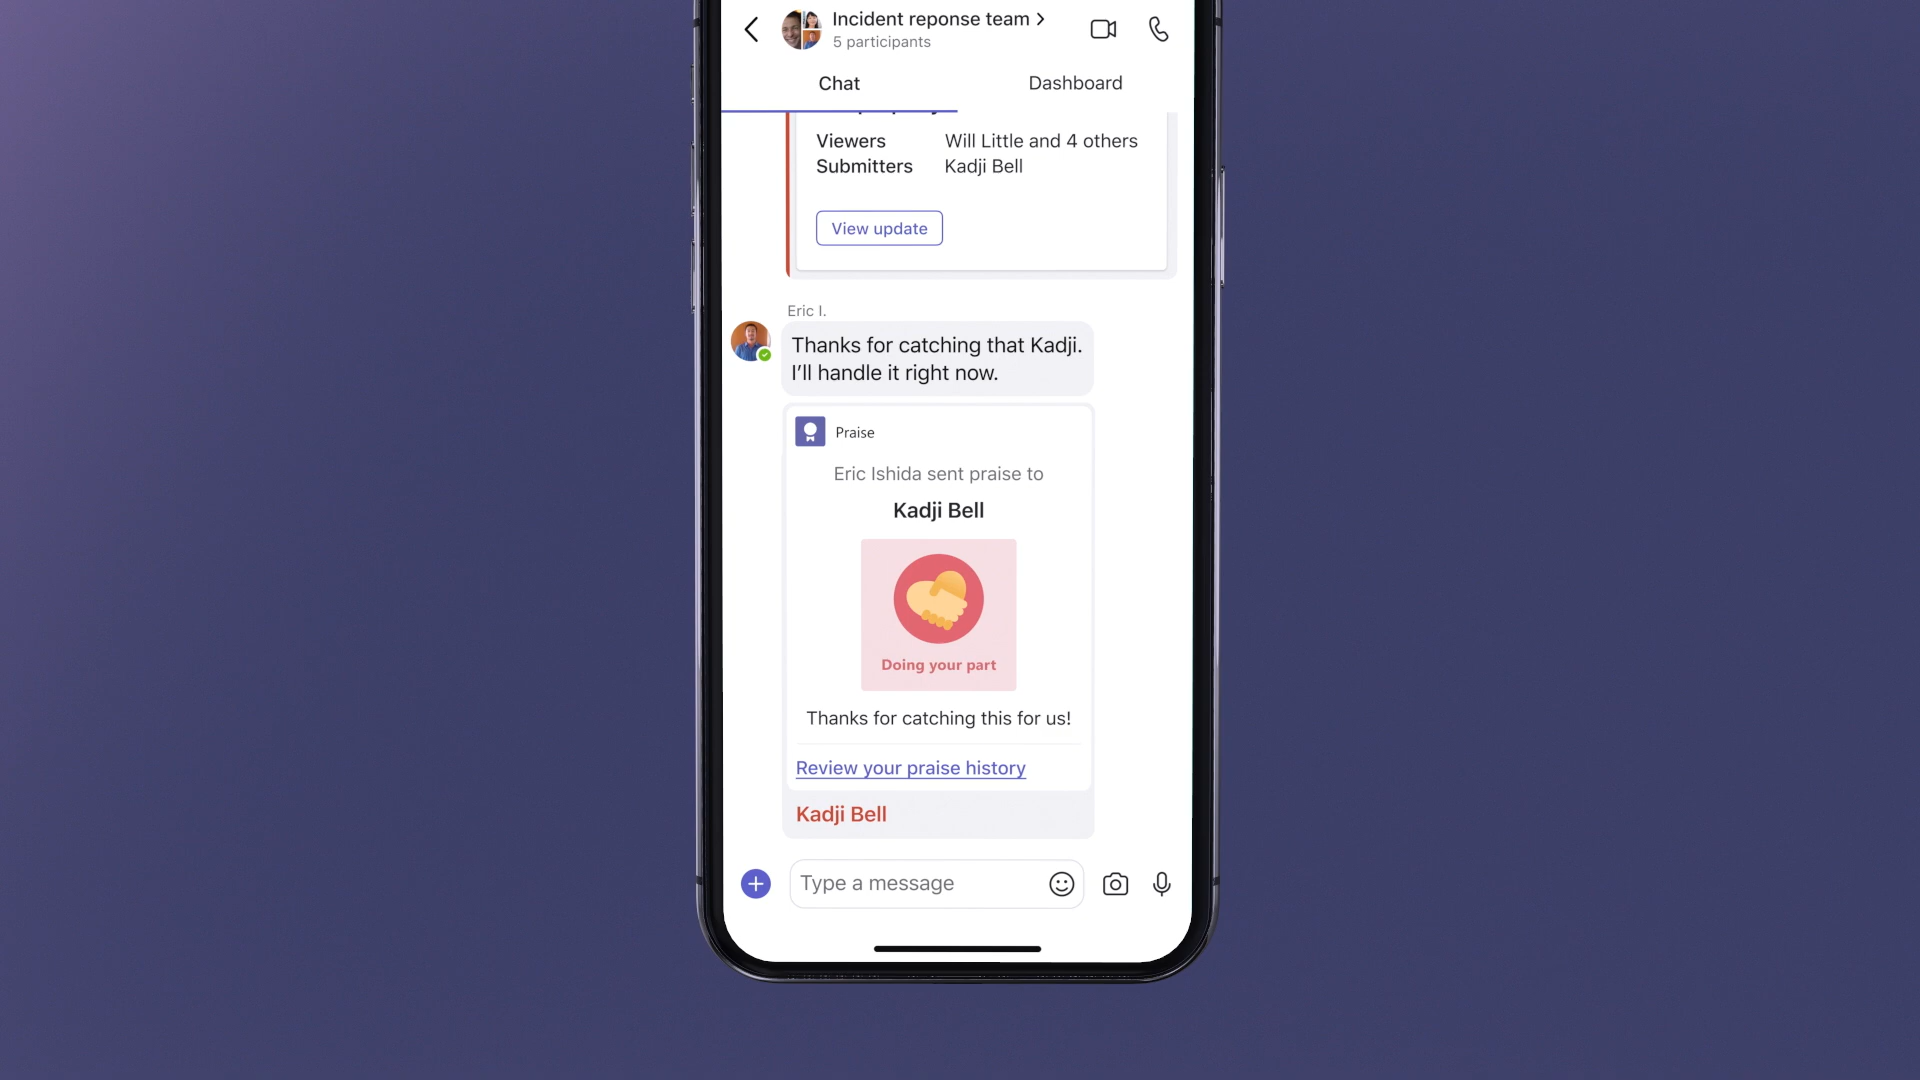 Incident reponse team
5 participants
Chat
Dashboard
Viewers Will Little and 4 others
Submitters Kadji Bell
View update
Eric I.
Thanks for catching that Kadji.
I’ll handle it right now.
Praise
Eric Ishida sent praise to
Kadji Bell
Doing your part
Thanks for catching this for us!
Review your praise history
Kadji Bell
Type a message